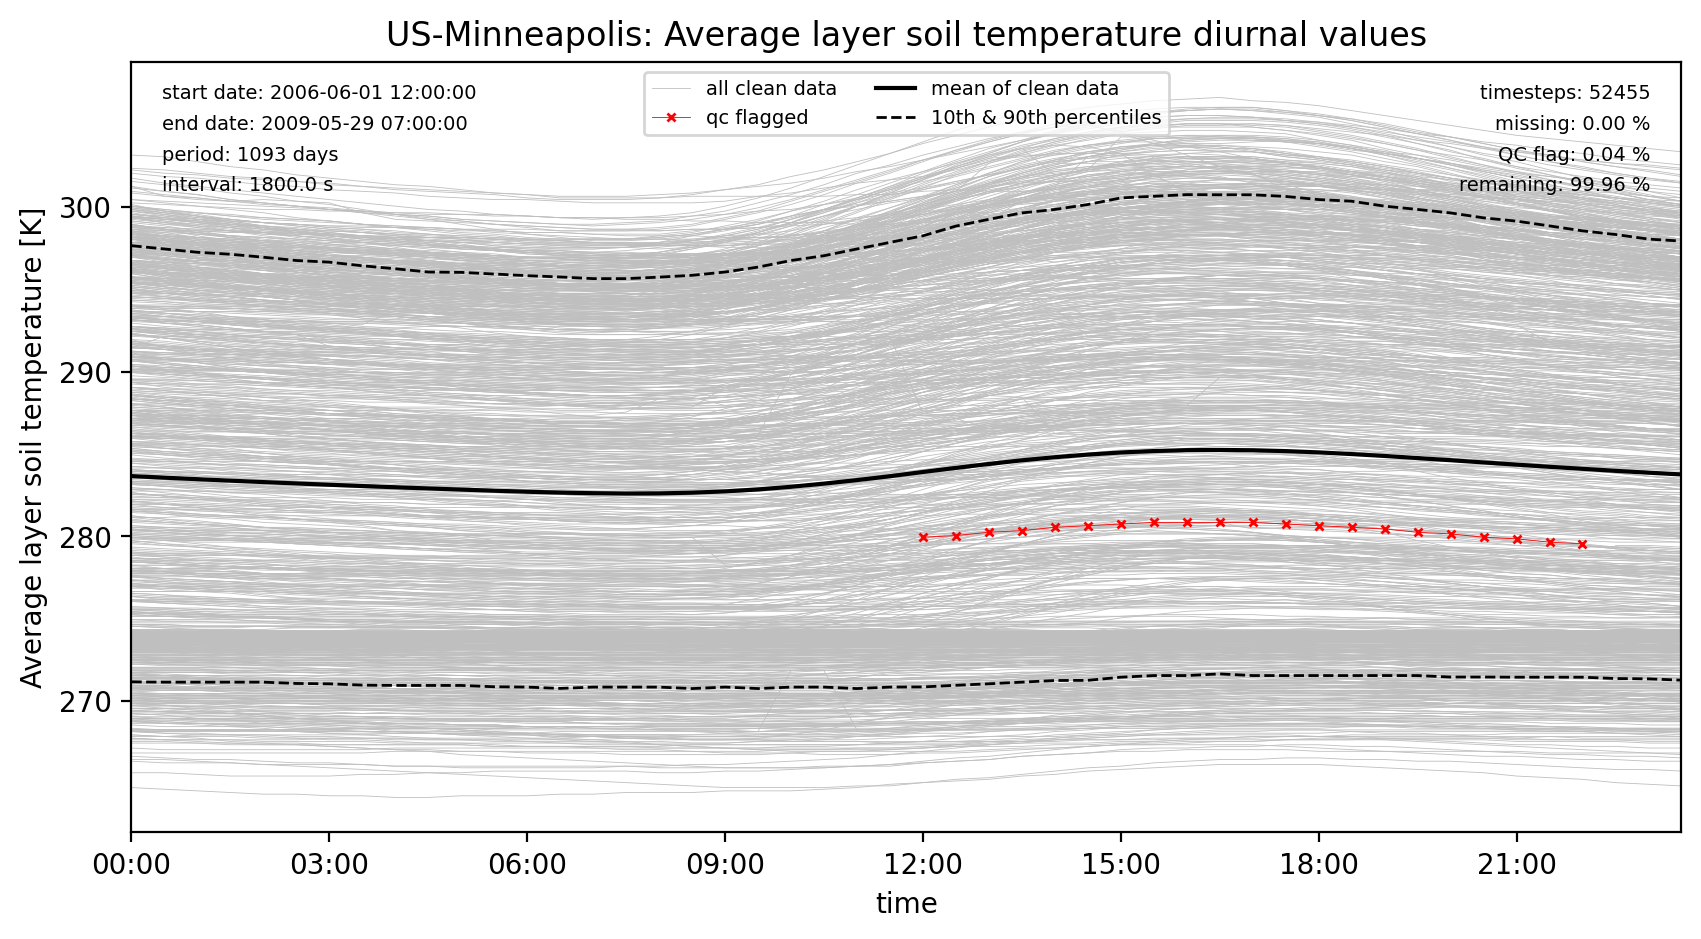 US-Minneapolis: Average layer soil temperature diurnal values
start date: 2006-06-01 12:00:00
end date: 2009-05-29 07:00:00
period: 1093 days
interval: 1800.0 s
all clean data
qc flagged
mean of clean data
10th & 90th percentiles
timesteps: 52455
missing: 0.00 %
QC flag: 0.04 %
remaining: 99.96 %
Average layer soil temperature [K]
300
290
280
270
00:00 03:00 06:00 09:00 12:00 15:00 18:00 21:00
time